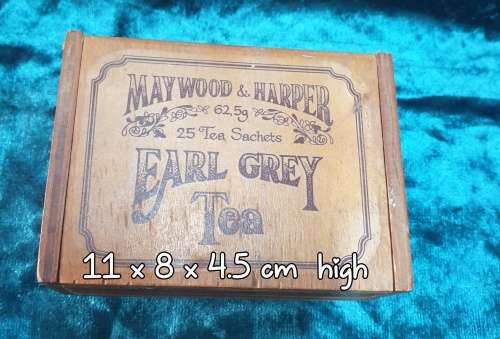 MAYWOOD & HARPER
62,5g
25 Tea Sachets
EARL GREY
Tea
11 x 8 x 4.5 cm high